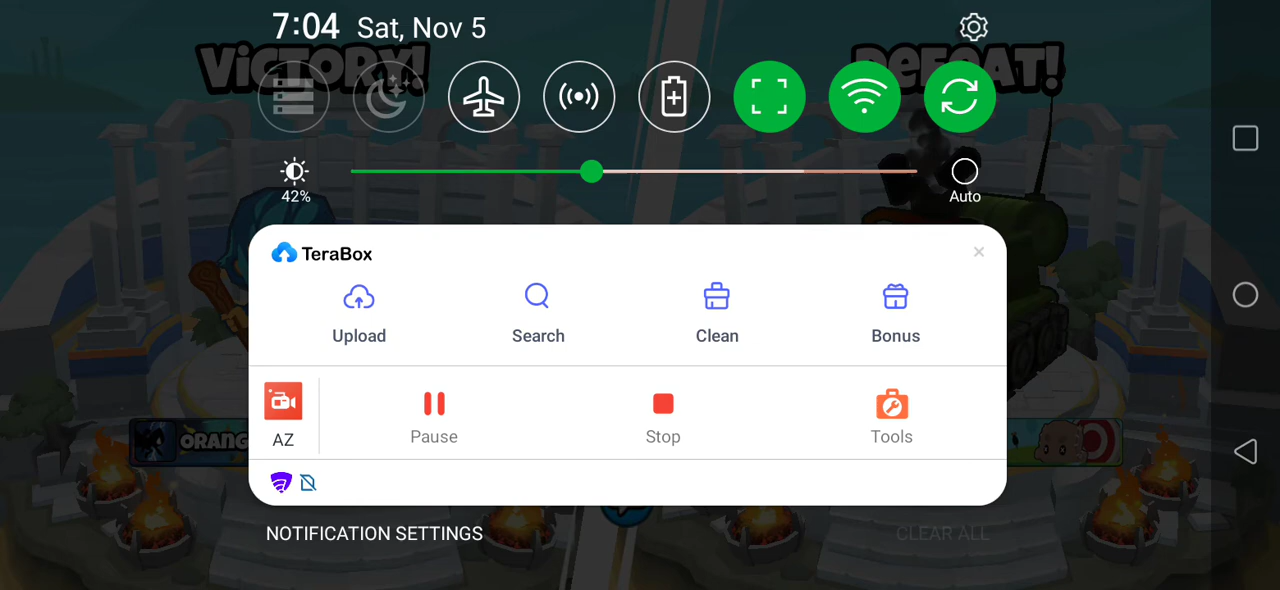 7:04 Sat, Nov 5
VICTORY!
DEFEAT!
42%
Auto
TeraBox
Upload
Search
Clean
Bonus
AZ
Pause
Stop
Tools
ORANG
NOTIFICATION SETTINGS
CLEAR ALL